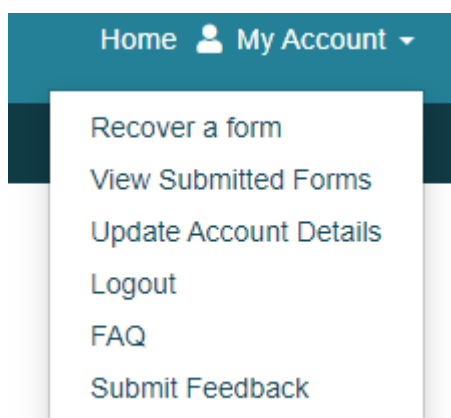 Home My Account
Recover a form
View Submitted Forms
Update Account Details
Logout
FAQ
Submit Feedback